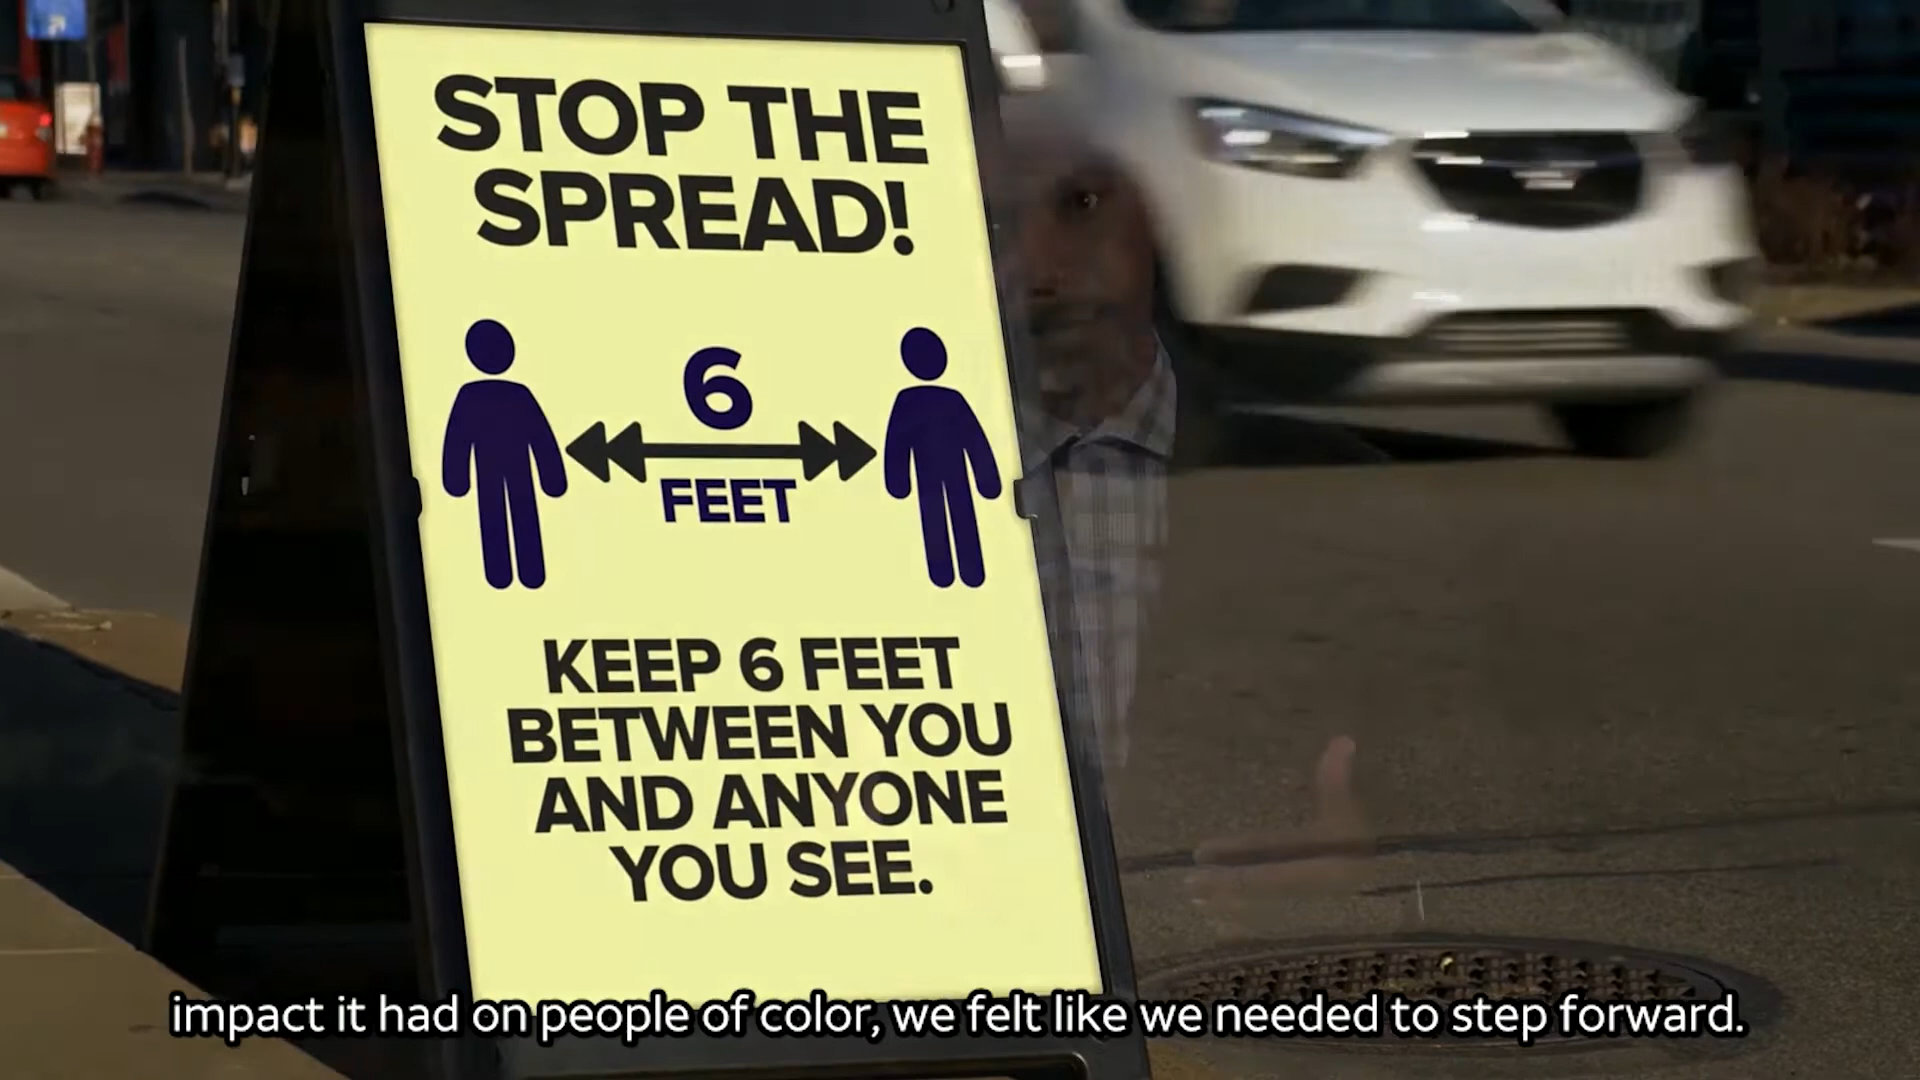 STOP THE
SPREAD!
6
FEET
KEEP 6 FEET
BETWEEN YOU
AND ANYONE
YOU SEE.
impact it had on people of color, we felt like we needed to step forward.